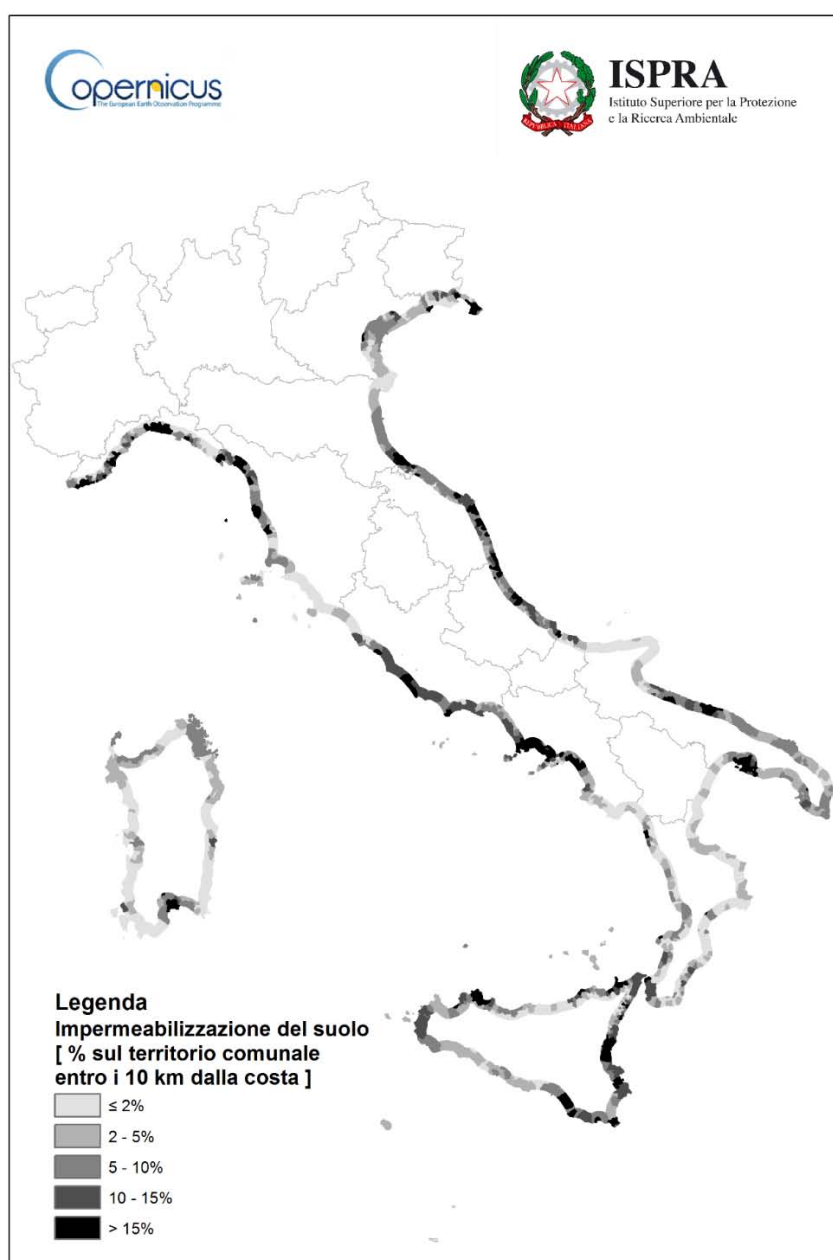 Copernicus
The European Earth Observation Programme
ISPRA
Istituto Superiore per la Protezione
e la Ricerca Ambientale
REPVBBLICA ITALIANA
Legenda
Impermeabilizzazione del suolo
[ % sul territorio comunale
entro i 10 km dalla costa ]
≤ 2%
2 - 5%
5 - 10%
10 - 15%
> 15%